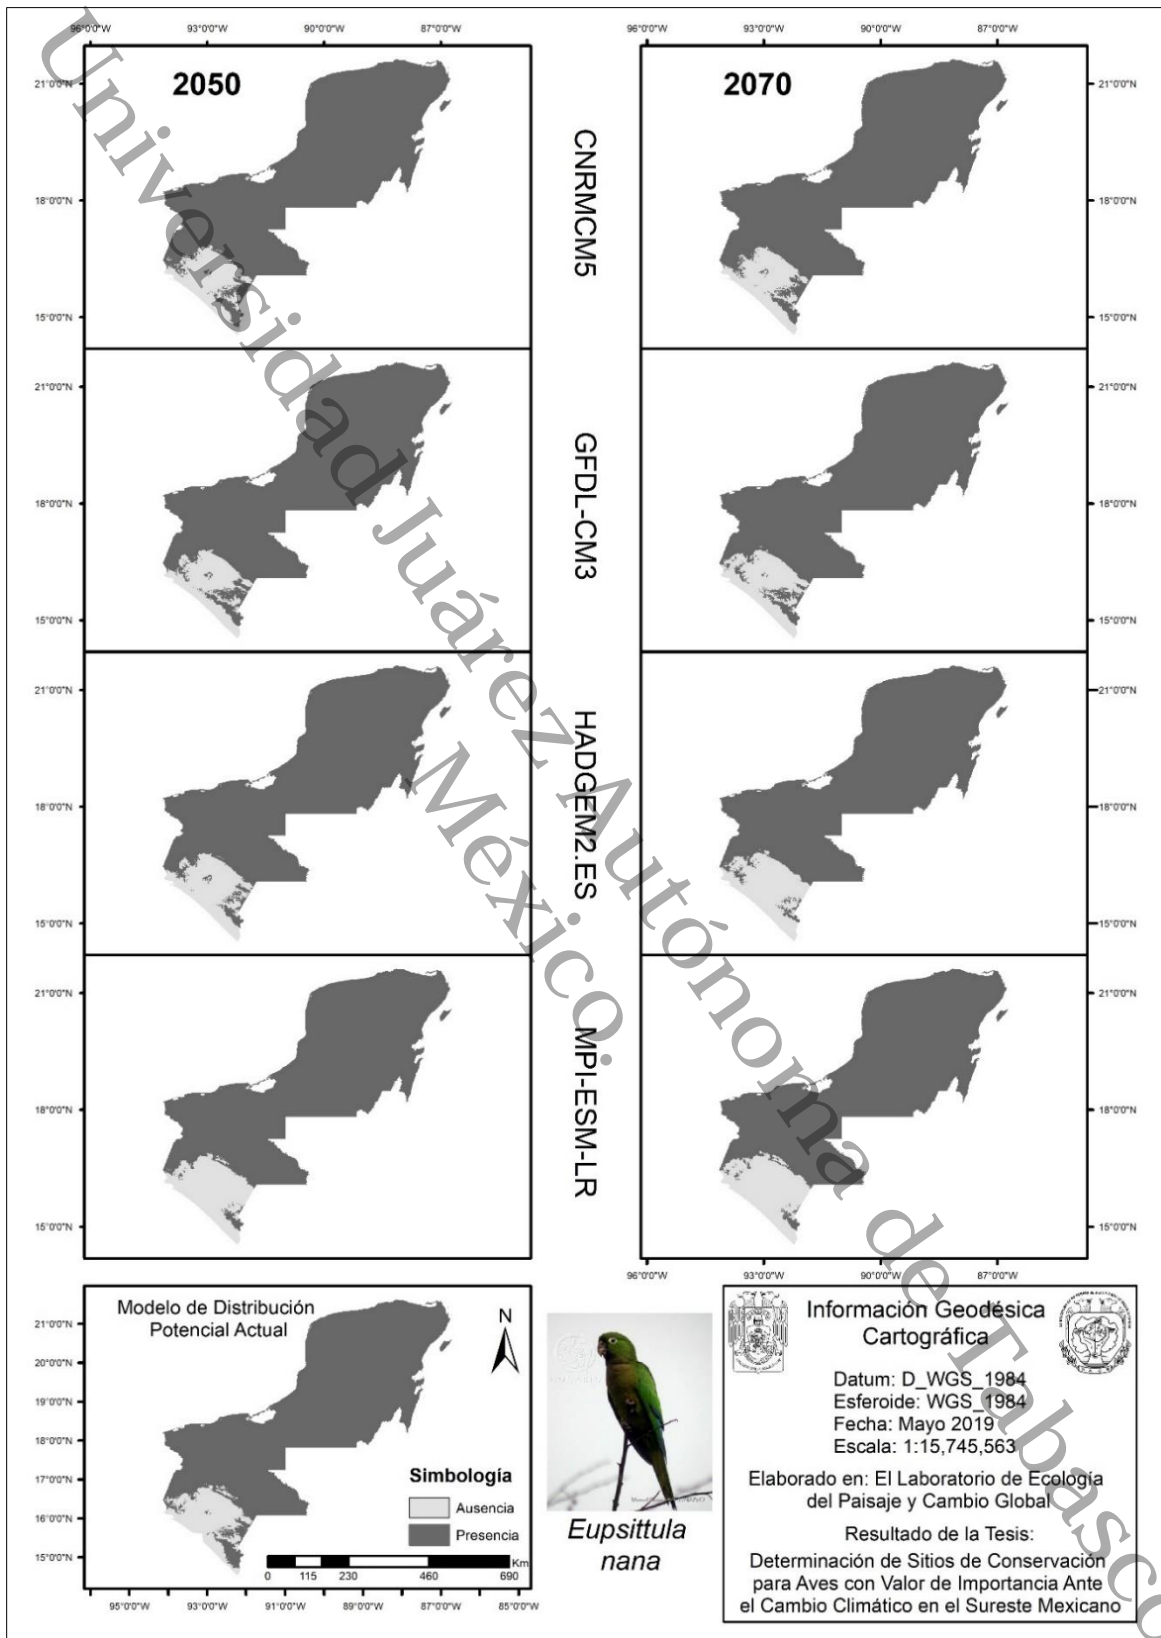 96°0'0"W 93°0'0"W 90°0'0"W 87°0'0"W
96°0'0"W 93°0'0"W 90°0'0"W 87°0'0"W
2050
2070
21°0'0"N
18°0'0"N
15°0'0"N
21°0'0"N
18°0'0"N
15°0'0"N
CNRMCM5
21°0'0"N
18°0'0"N
15°0'0"N
21°0'0"N
18°0'0"N
15°0'0"N
GFDL-CM3
21°0'0"N
18°0'0"N
15°0'0"N
21°0'0"N
18°0'0"N
15°0'0"N
HADGEM2.ES
21°0'0"N
18°0'0"N
15°0'0"N
21°0'0"N
18°0'0"N
15°0'0"N
MPI-ESM-LR
96°0'0"W 93°0'0"W 90°0'0"W 87°0'0"W
Modelo de Distribución
Potencial Actual
N
21°0'0"N
20°0'0"N
19°0'0"N
18°0'0"N
17°0'0"N
16°0'0"N
15°0'0"N
Simbología
Ausencia
Presencia
Km
0 115 230 460 690
95°0'0"W 93°0'0"W 91°0'0"W 89°0'0"W 87°0'0"W 85°0'0"W
Eupsittula
nana
Información Geodésica
Cartográfica
Datum: D_WGS_1984
Esferoide: WGS_1984
Fecha: Mayo 2019
Escala: 1:15,745,563
Elaborado en: El Laboratorio de Ecología
del Paisaje y Cambio Global
Resultado de la Tesis:
Determinación de Sitios de Conservación
para Aves con Valor de Importancia Ante
el Cambio Climático en el Sureste Mexicano
Universidad Juárez Autónoma de Tabasco.
México.